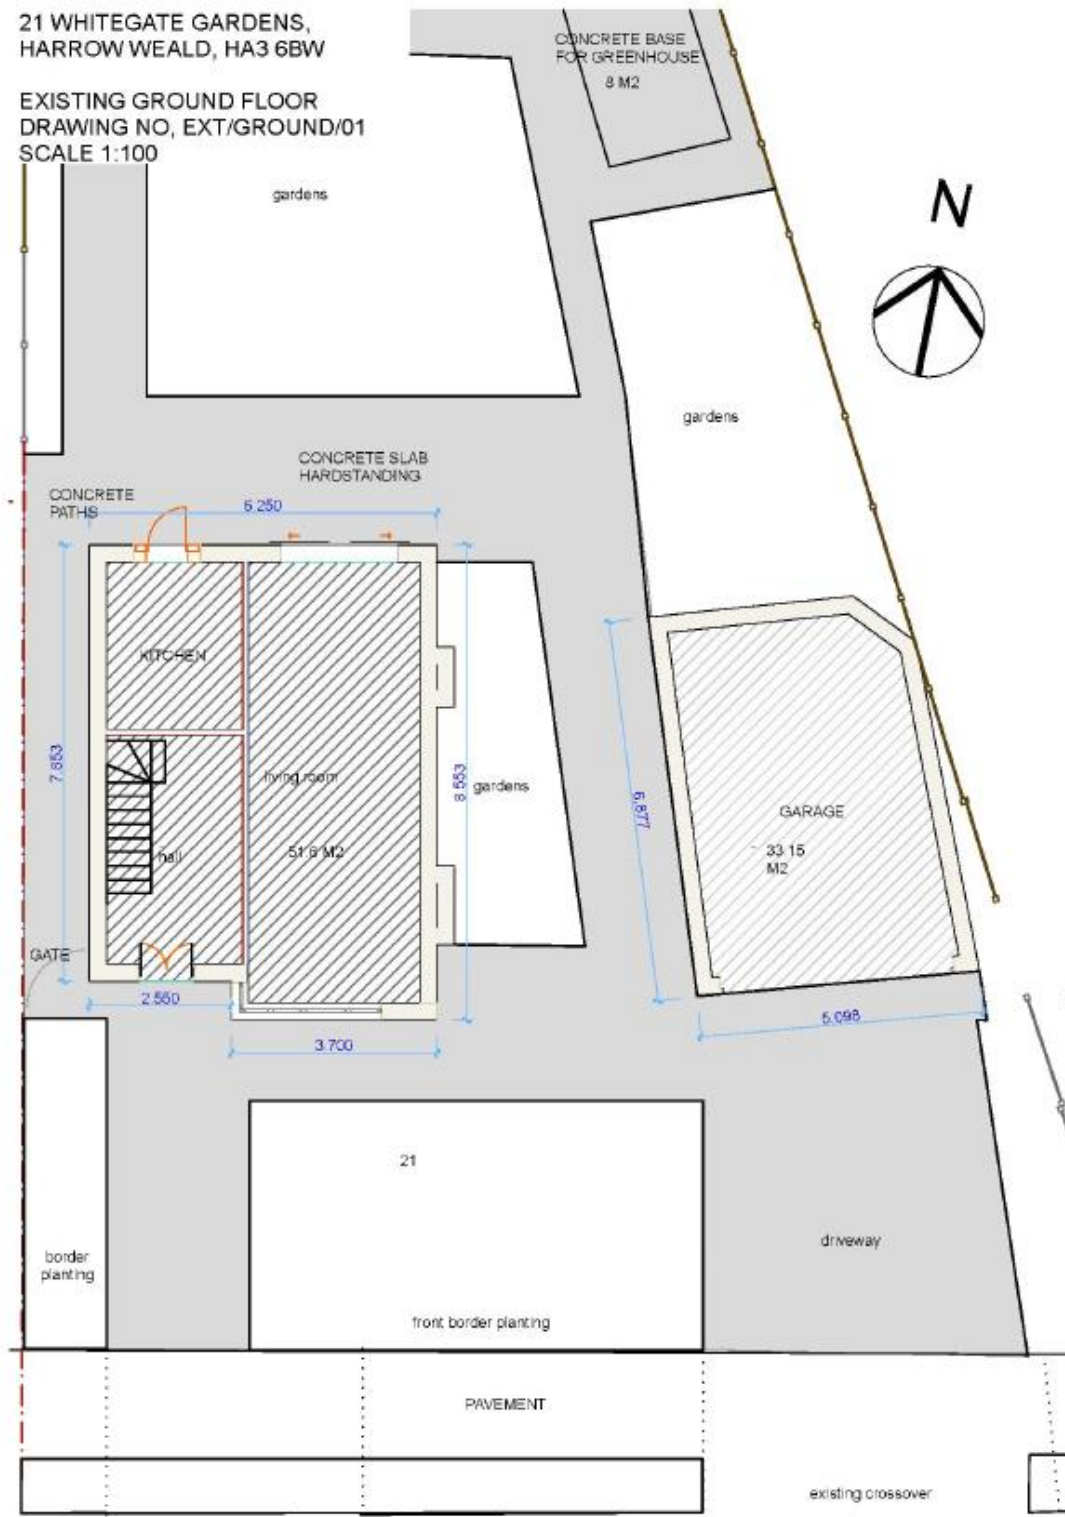 21 WHITEGATE GARDENS,
HARROW WEALD, HA3 6BW
EXISTING GROUND FLOOR
DRAWING NO, EXT/GROUND/01
SCALE 1:100
CONCRETE BASE
FOR GREENHOUSE
8 M2
gardens
N
gardens
CONCRETE SLAB
HARDSTANDING
CONCRETE
PATHS
6.250
KITCHEN
7.853
living room
8.553
gardens
hall
51.6 M2
6.877
GARAGE
33.15
M2
GATE
2.550
3.700
5.098
21
driveway
border
planting
front border planting
PAVEMENT
existing crossover